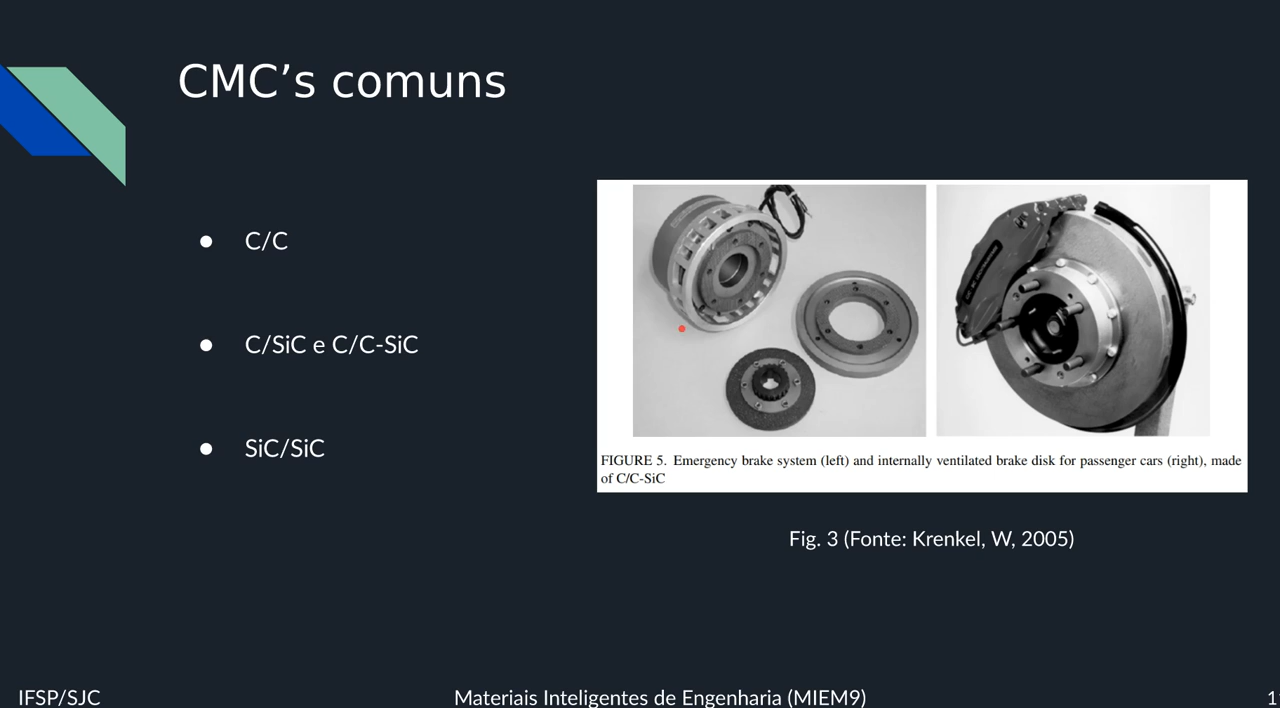 CMC’s comuns
● C/C
● C/SiC e C/C-SiC
● SiC/SiC
FIGURE 5. Emergency brake system (left) and internally ventilated brake disk for passenger cars (right), made
of C/C-SiC
Fig. 3 (Fonte: Krenkel, W, 2005)
IFSP/SJC
Materiais Inteligentes de Engenharia (MIEM9)